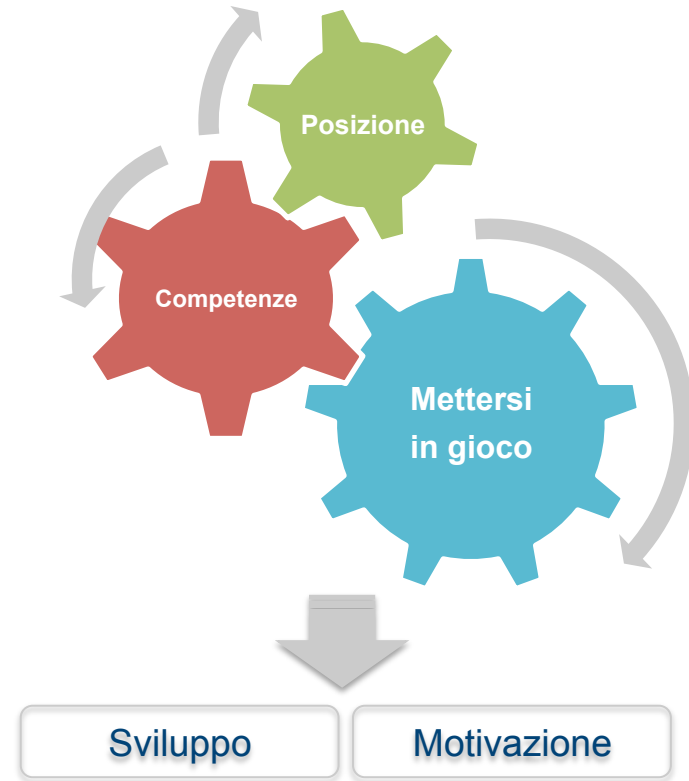 Posizione
Competenze
Mettersi
in gioco
Sviluppo
Motivazione